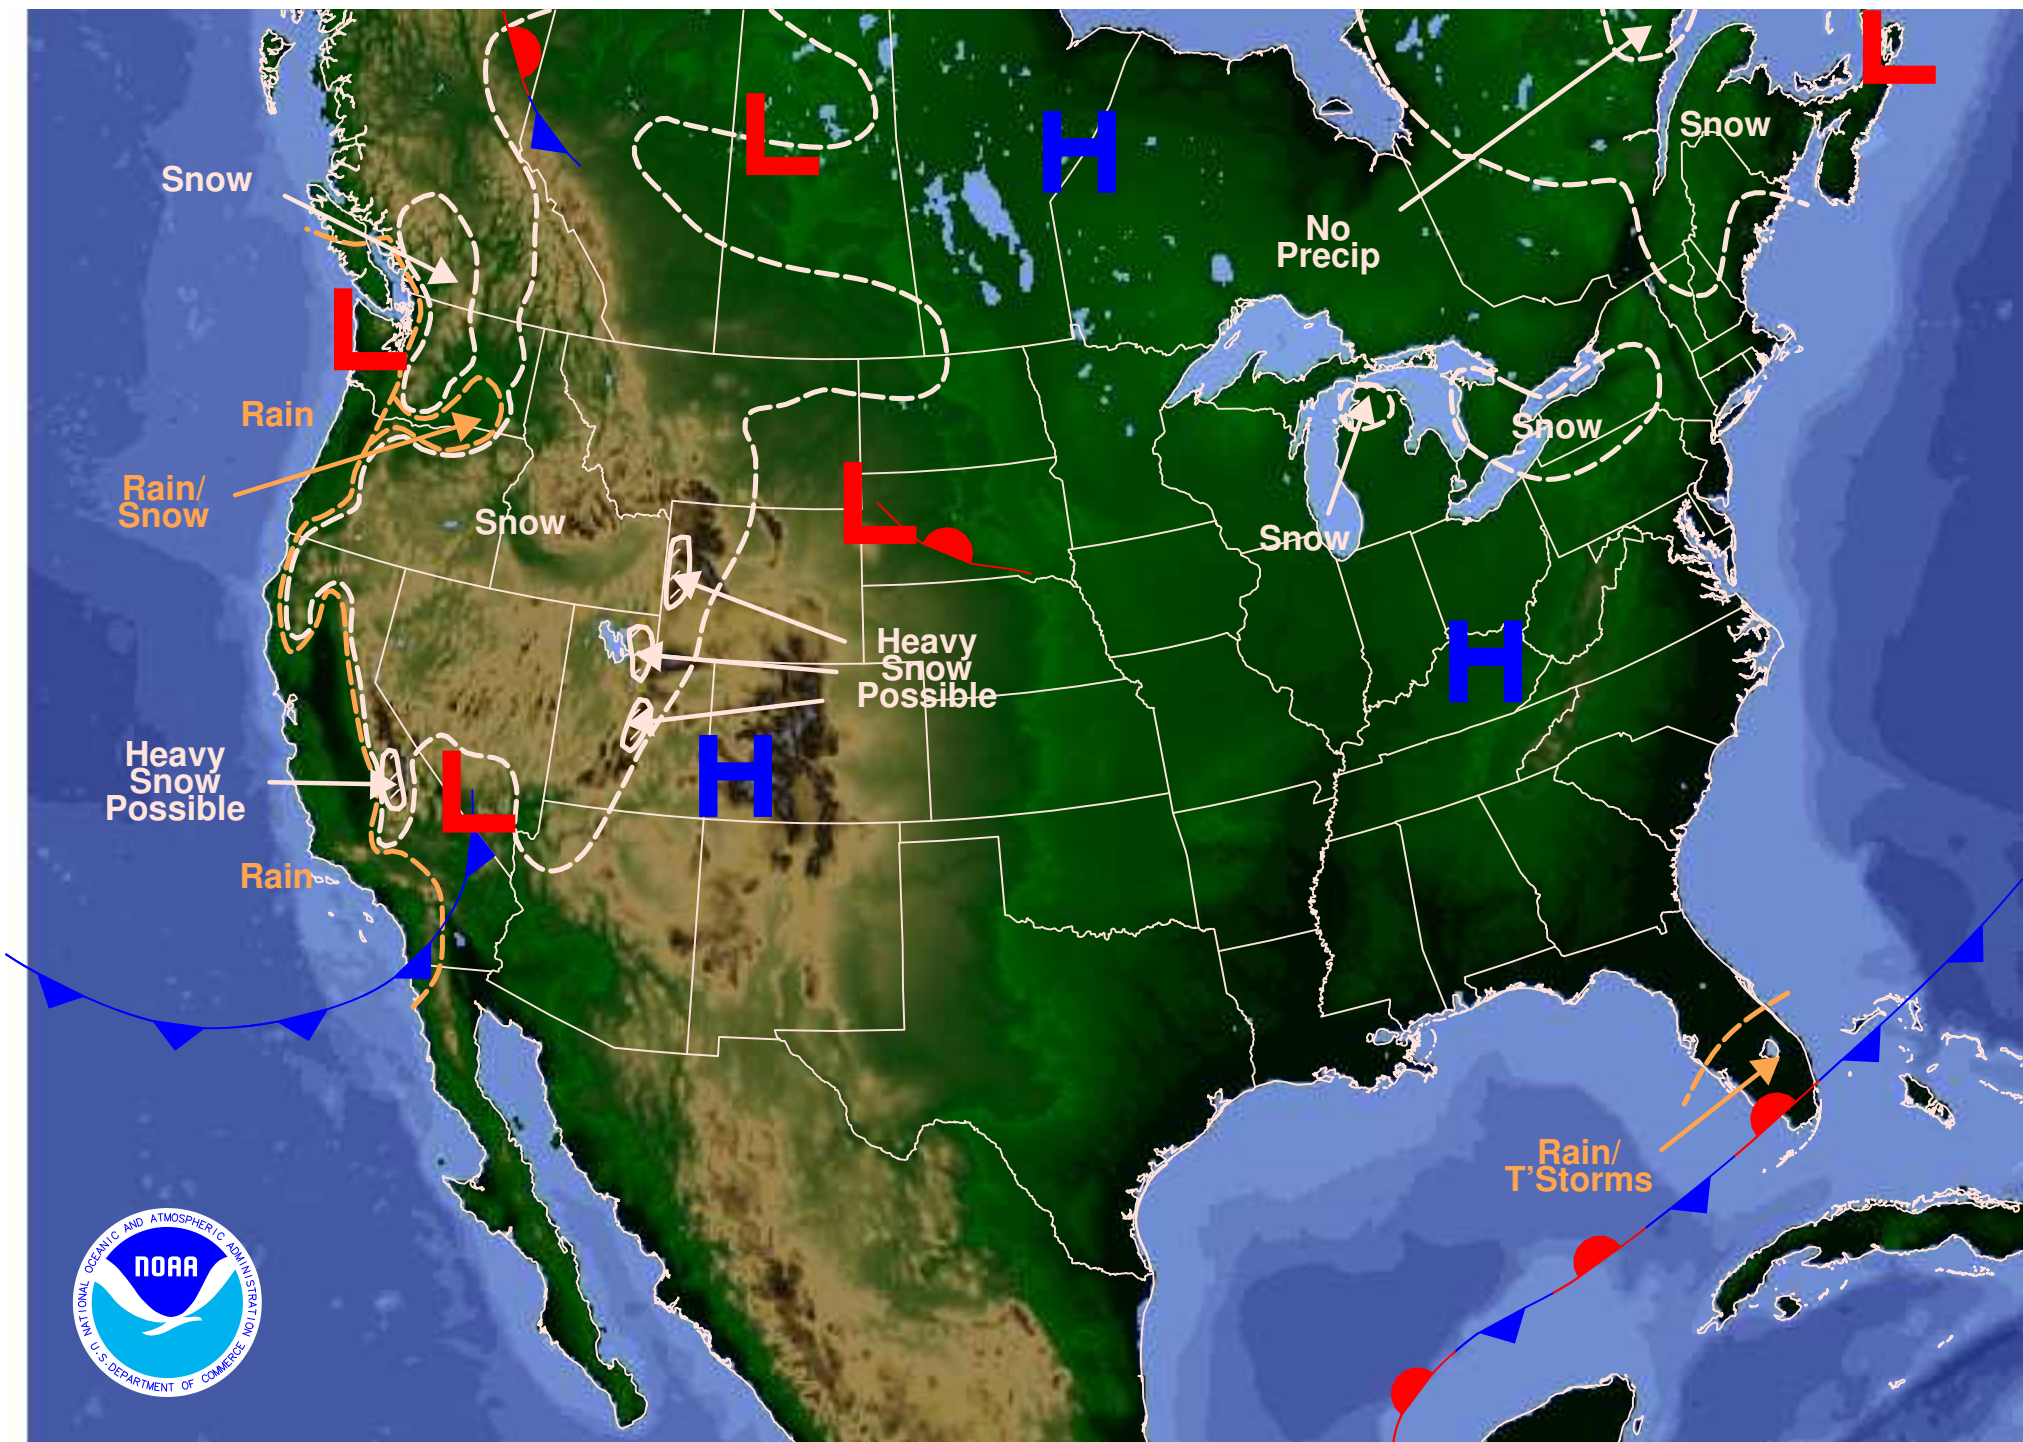 Snow
Snow
No
Precip
Rain
Snow
Rain/
Snow
Snow
Snow
Heavy
Snow
Possible
Heavy
Snow
Possible
Rain
Rain/
T'Storms
L
L
H
L
L
H
H
L
NOAA
NATIONAL OCEANIC AND ATMOSPHERIC ADMINISTRATION
U.S. DEPARTMENT OF COMMERCE